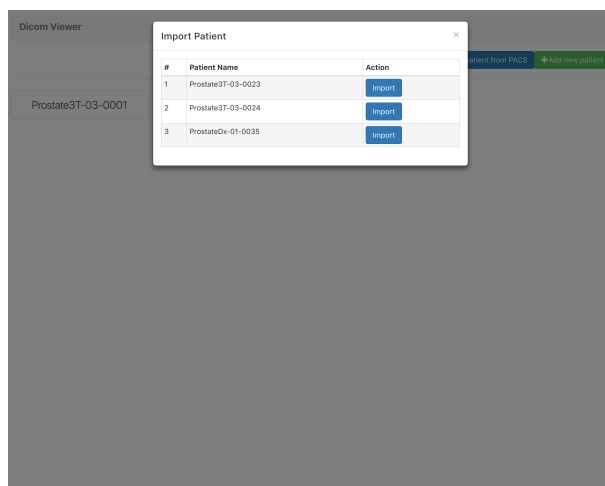 Dicom Viewer
Import Patient ×
patient from PACS +Add new patient
# Patient Name Action
1 Prostate3T-03-0023 Import
Prostate3T-03-0001
2 Prostate3T-03-0024 Import
3 ProstateDx-01-0035 Import